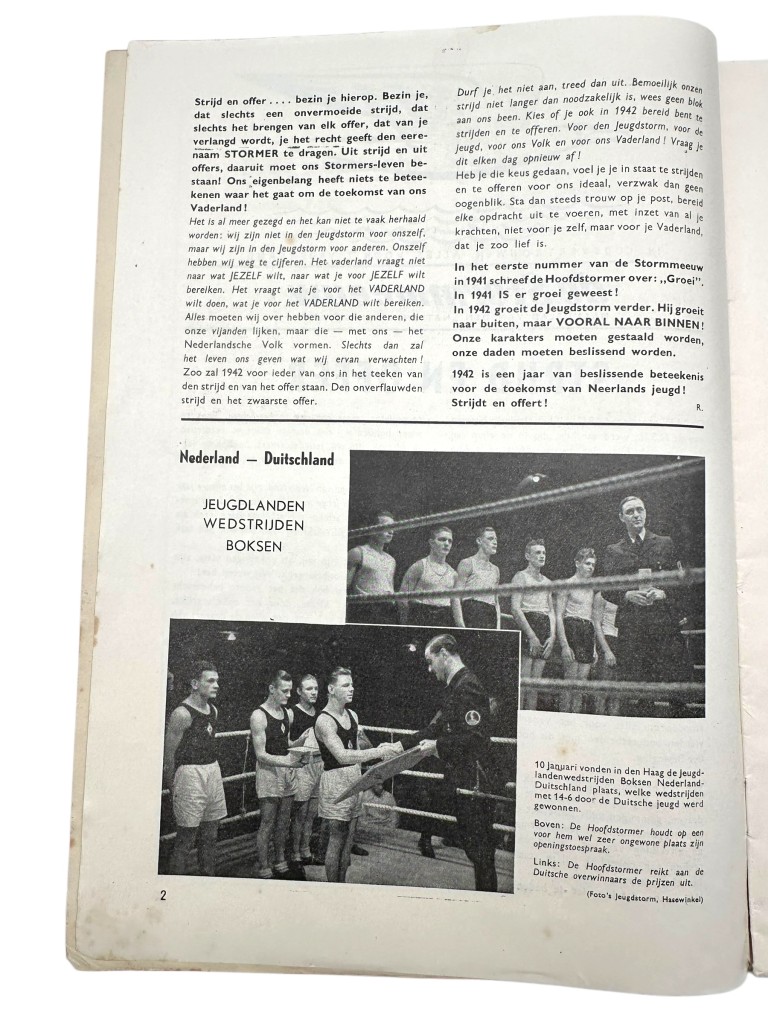 Strijd en offer .... bezin je hierop. Bezin je,
dat slechts een onvermoeide strijd, dat
slechts het brengen van elk offer, dat van je
verlangd wordt, je het recht geeft den eere-
naam STORMER te dragen. Uit strijd en uit
offers, daaruit moet ons Stormers-leven be-
staan! Ons eigenbelang heeft niets te betee-
kenen waar het gaat om de toekomst van ons
Vaderland!
Het is al meer gezegd en het kan niet te vaak herhaald
worden: wij zijn niet in den Jeugdstorm voor onszelf,
maar wij zijn in den Jeugdstorm voor anderen. Onszelf
hebben wij weg te cijferen. Het vaderland vraagt niet
naar wat JEZELF wilt, naar wat je voor JEZELF wilt
bereiken. Het vraagt wat je voor het VADERLAND
wilt doen, wat je voor het VADERLAND wilt bereiken.
Alles moeten wij over hebben voor die anderen, die
onze vijanden lijken, maar die — met ons — het
Nederlandsche Volk vormen. Slechts dan zal
het leven ons geven wat wij ervan verwachten!
Zoo zal 1942 voor ieder van ons in het teeken van
den strijd en van het offer staan. Den onverflauwden
strijd en het zwaarste offer.
Durf je het niet aan, treed dan uit. Bemoeilijk onzen
strijd niet langer dan noodzakelijk is, wees geen blok
aan ons been. Kies of je ook in 1942 bereid bent te
strijden en te offeren. Voor den Jeugdstorm, voor de
jeugd, voor ons Volk en voor ons Vaderland! Vraag je
dit elken dag opnieuw af!
Heb je die keus gedaan, voel je je in staat te strijden
en te offeren voor ons ideaal, verzwak dan geen
oogenblik. Sta dan steeds trouw op je post, bereid
elke opdracht uit te voeren, met inzet van al je
krachten, niet voor je zelf, maar voor je Vaderland,
dat je zoo lief is.
In het eerste nummer van de Stormmeeuw
in 1941 schreef de Hoofdstormer over: „Groei".
In 1941 IS er groei geweest!
In 1942 groeit de Jeugdstorm verder. Hij groeit
naar buiten, maar VOORAL NAAR BINNEN!
Onze karakters moeten gestaald worden,
onze daden moeten beslissend worden.
1942 is een jaar van beslissende beteekenis
voor de toekomst van Neerlands jeugd!
Strijdt en offert!
R.
Nederland — Duitschland
JEUGDLANDEN
WEDSTRIJDEN
BOKSEN
10 Januari vonden in den Haag de Jeugd-
landenwedstrijden Boksen Nederland-
Duitschland plaats, welke wedstrijden
met 14-6 door de Duitsche jeugd werd
gewonnen.
Boven: De Hoofdstormer houdt op een
voor hem wel zeer ongewone plaats zijn
openingstoespraak.
Links: De Hoofdstormer reikt aan de
Duitsche overwinnaars de prijzen uit.
(Foto's Jeugdstorm, Hasewinkel)
2